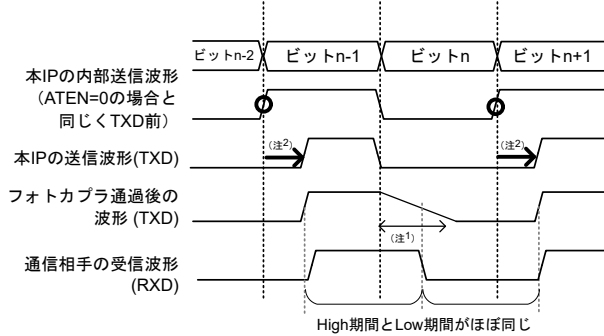 ビットn-2 ビットn-1 ビットn ビットn+1
本IPの内部送信波形
（ATEN=0の場合と
同じくTXD前）
（注2） （注2）
本IPの送信波形(TXD)
フォトカプラ通過後の
波形 (TXD)
（注1）
通信相手の受信波形
(RXD)
High期間とLow期間がほぼ同じ